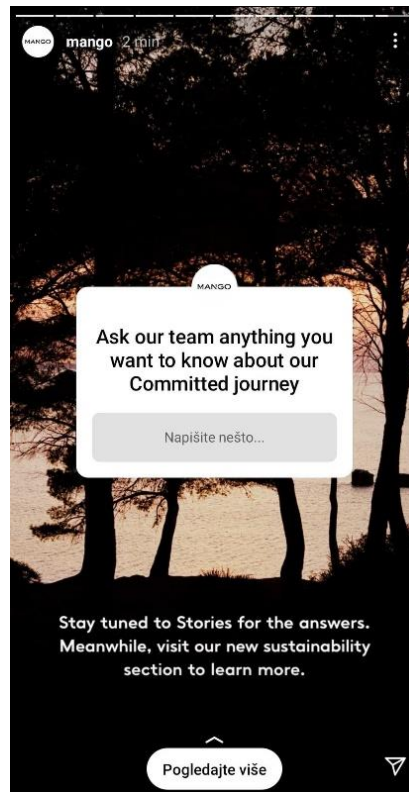 MANGO mango 2 min
MANGO
Ask our team anything you
want to know about our
Committed journey
Napišite nešto...
Stay tuned to Stories for the answers.
Meanwhile, visit our new sustainability
section to learn more.
Pogledajte više